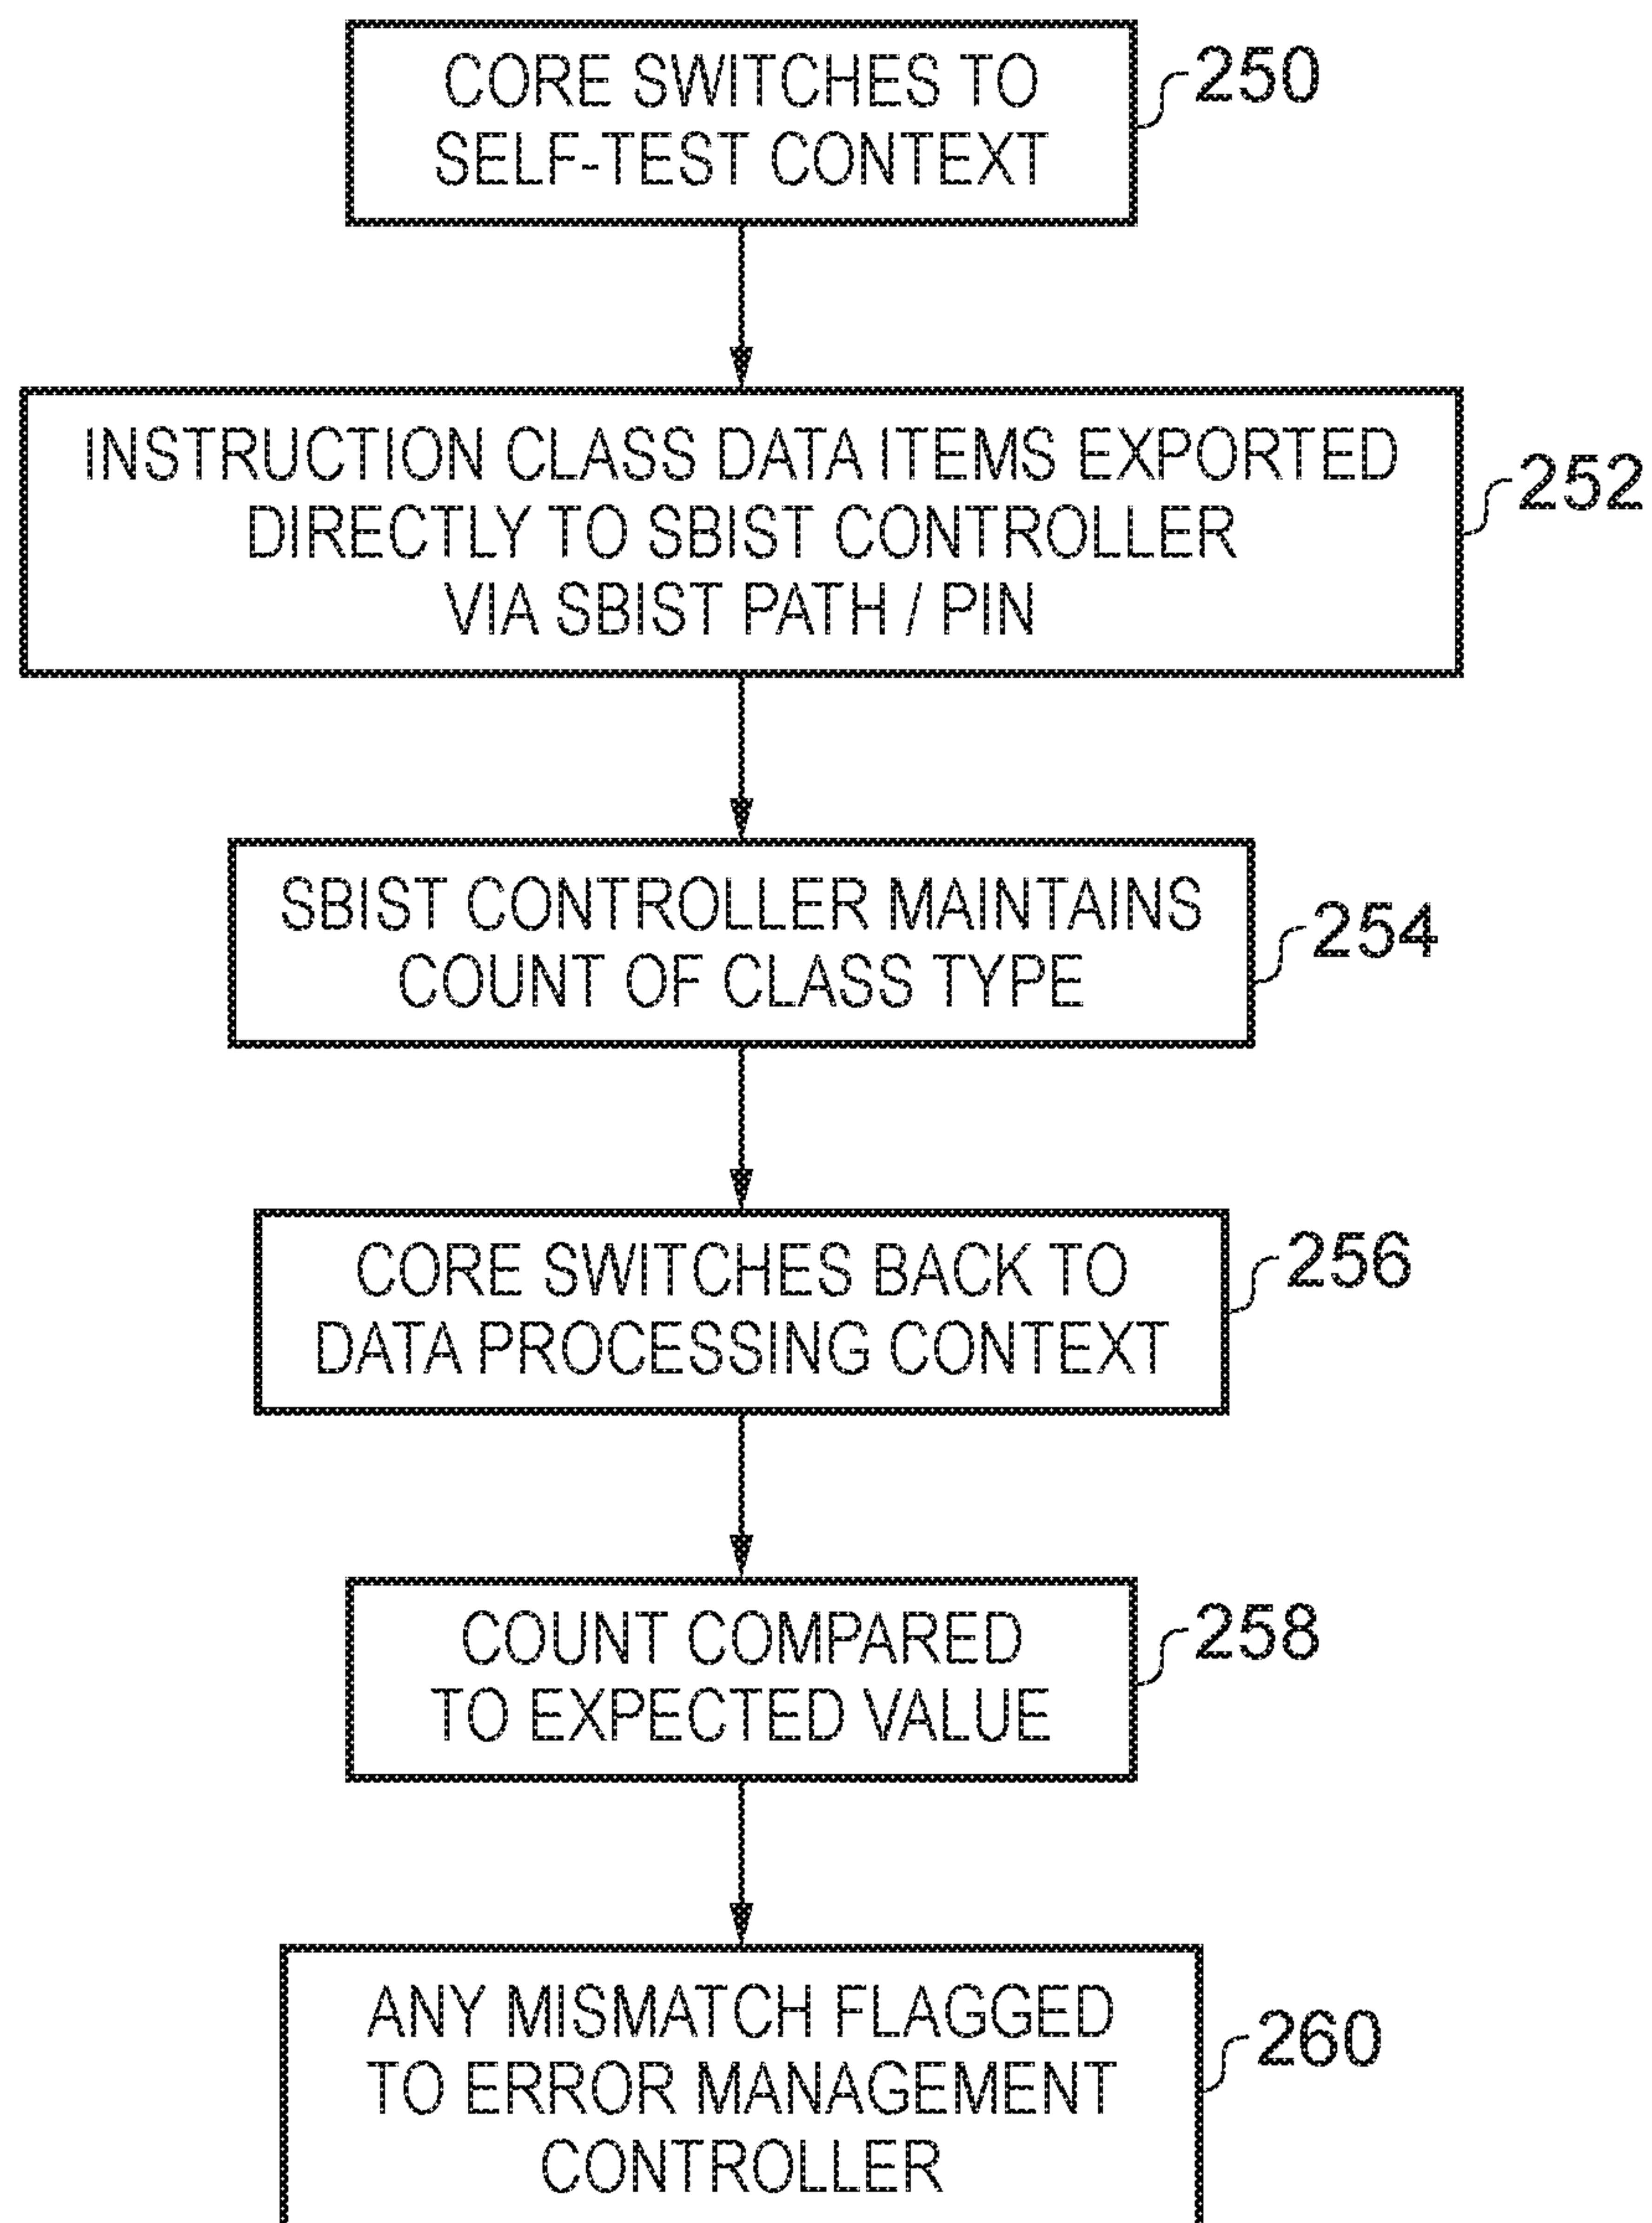 CORE SWITCHES TO
SELF-TEST CONTEXT
250
INSTRUCTION CLASS DATA ITEMS EXPORTED
DIRECTLY TO SBIST CONTROLLER
VIA SBIST PATH / PIN
252
SBIST CONTROLLER MAINTAINS
COUNT OF CLASS TYPE
254
CORE SWITCHES BACK TO
DATA PROCESSING CONTEXT
256
COUNT COMPARED
TO EXPECTED VALUE
258
ANY MISMATCH FLAGGED
TO ERROR MANAGEMENT
CONTROLLER
260